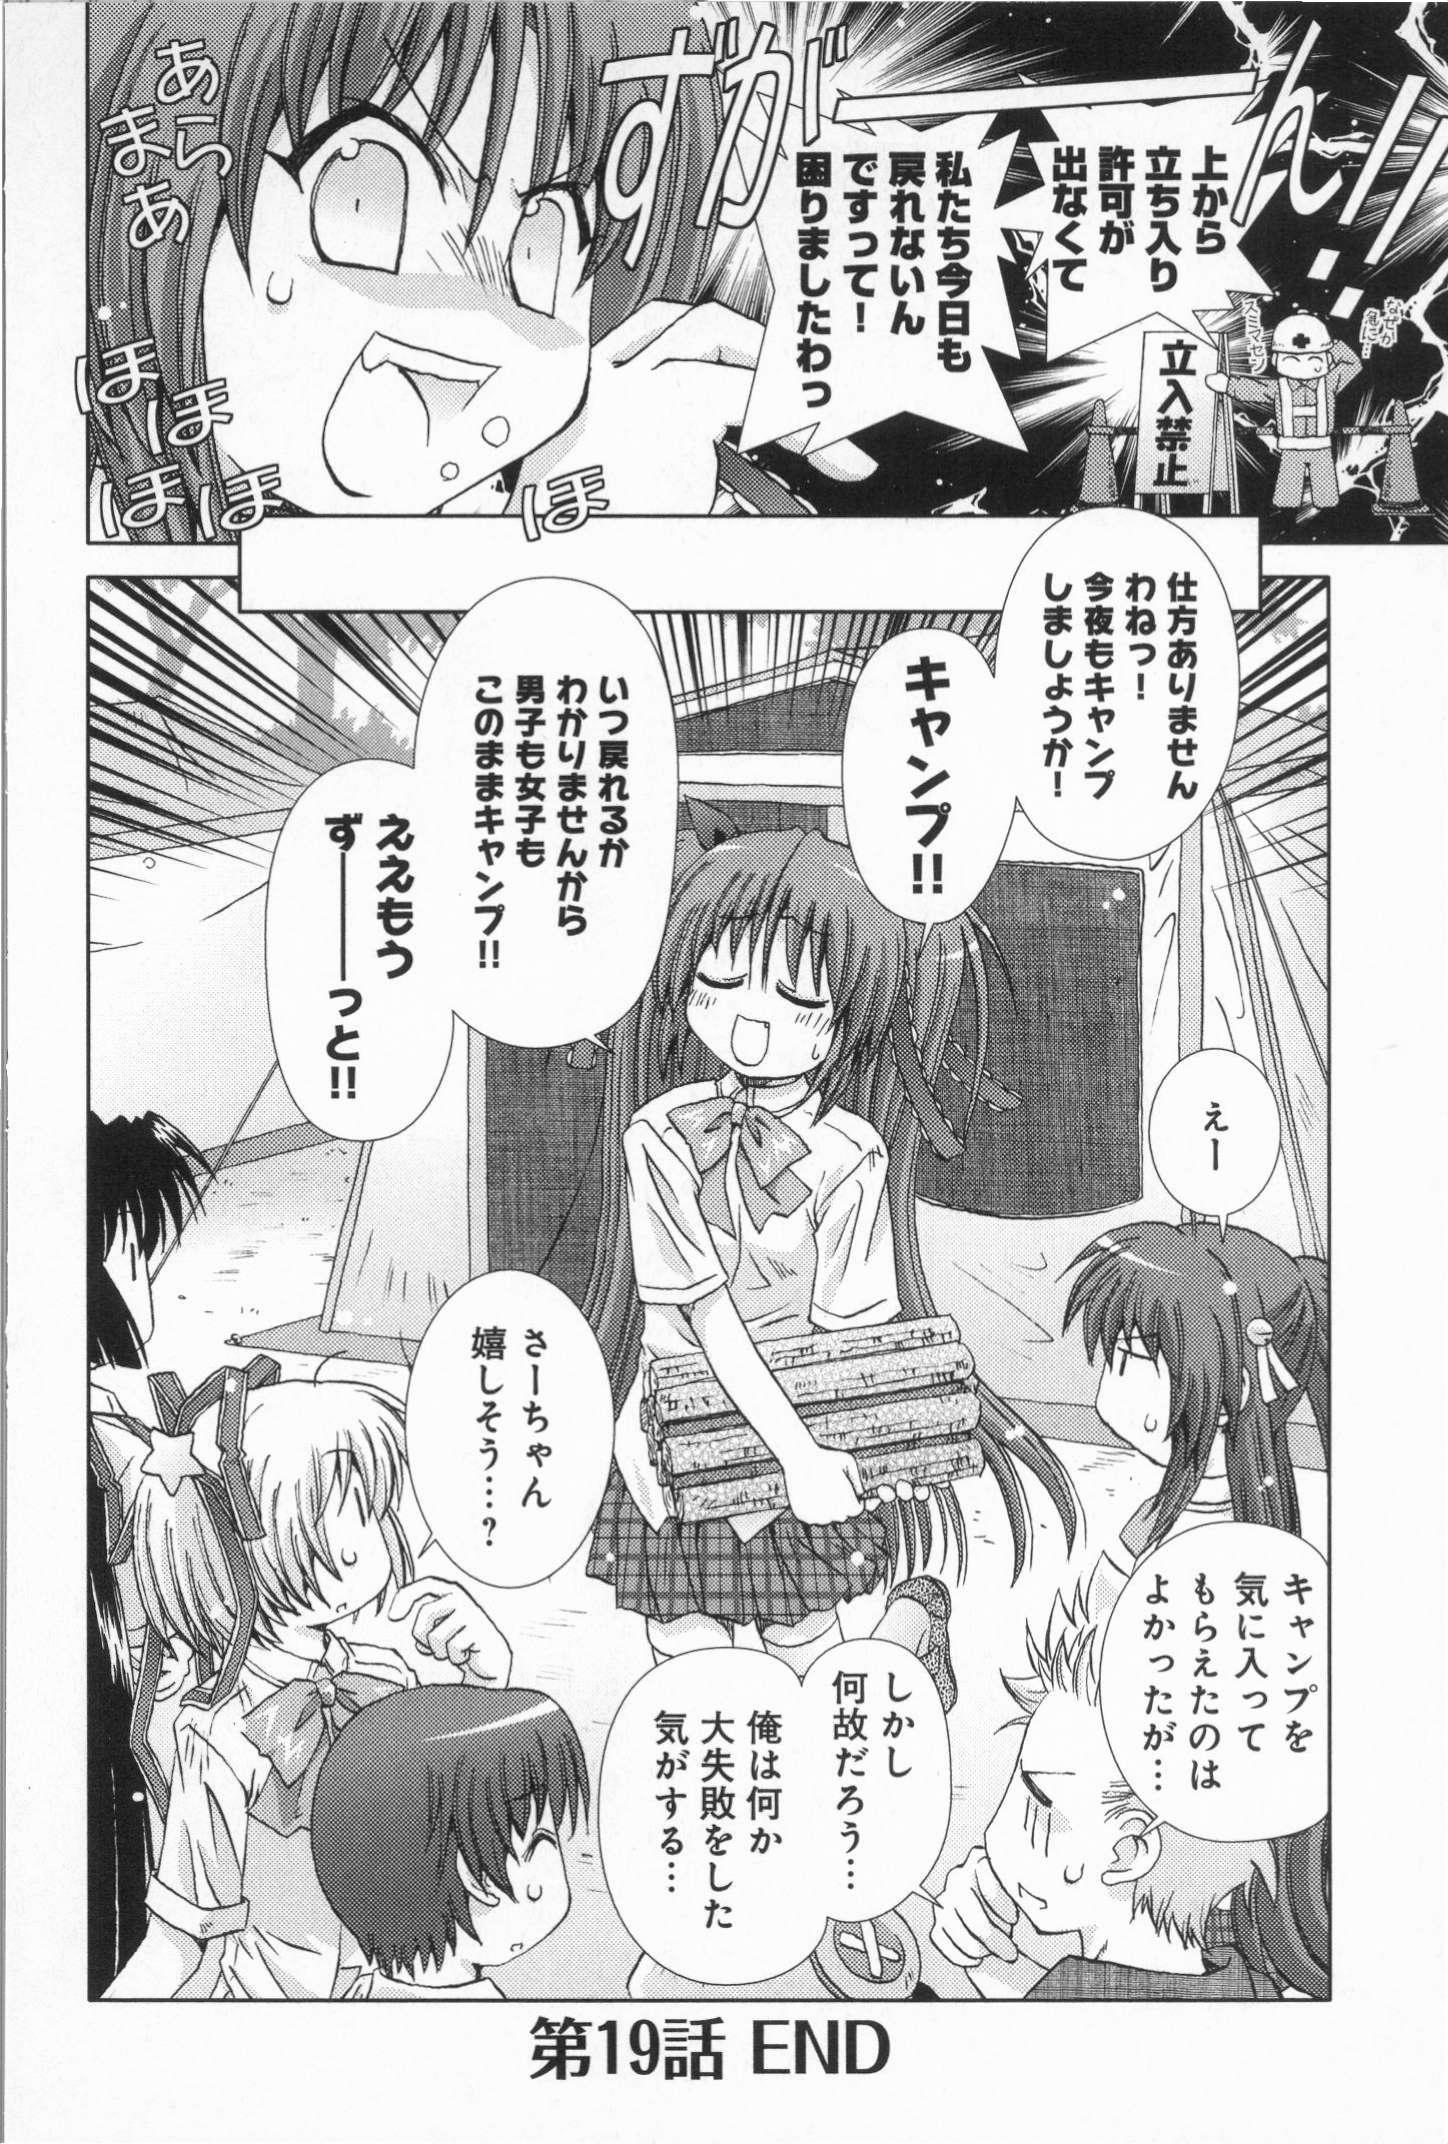 がーーん!!
すが
上から
立ち入り
許可が
出なくて
私たち今日も
戻れないん
ですって!
困りましたわっ
なぜか
急に…
スミマセン
立入禁止
あらあら
まあ
ほほほほほほ
ほ
仕方ありません
わねっ!
今夜もキャンプ
しましょうか!
キャンプ!!
いつ戻れるか
わかりませんから
男子も女子も
このままキャンプ!!
ええもう
ずーーっと!!
えー
さーちゃん
嬉しそう…?
キャンプを
気に入って
もらえたのは
よかったが…
しかし
何故だろう…
俺は何か
大失敗をした
気がする…
第19話 END